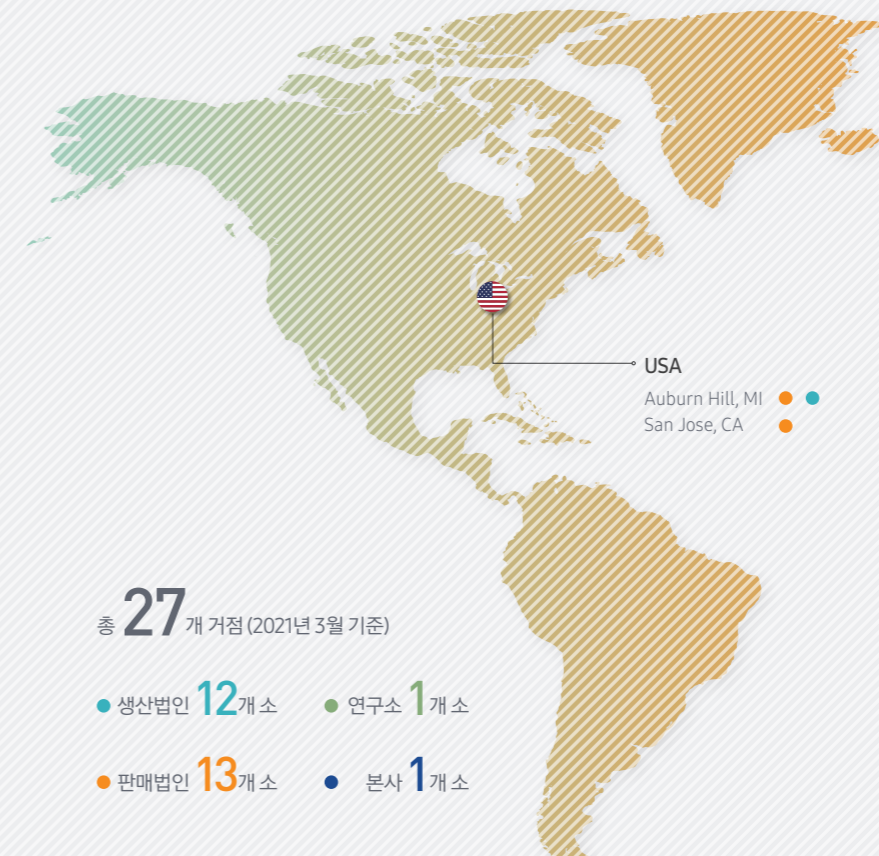 USA
Auburn Hill, MI
San Jose, CA
총 27개 거점 (2021년 3월 기준)
생산법인 12개 소 연구소 1개 소
판매법인 13개 소 본사 1개 소